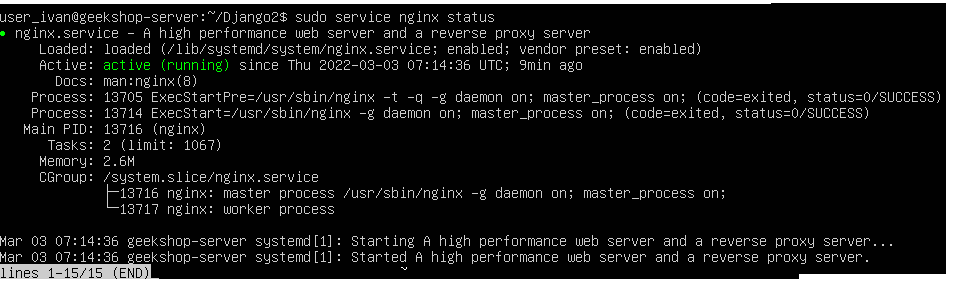 user_ivan@geekshop-server:~/Django2$ sudo service nginx status
● nginx.service - A high performance web server and a reverse proxy server
     Loaded: loaded (/lib/systemd/system/nginx.service; enabled; vendor preset: enabled)
     Active: active (running) since Thu 2022-03-03 07:14:36 UTC; 9min ago
       Docs: man:nginx(8)
    Process: 13705 ExecStartPre=/usr/sbin/nginx -t -q -g daemon on; master_process on; (code=exited, status=0/SUCCESS)
    Process: 13714 ExecStart=/usr/sbin/nginx -g daemon on; master_process on; (code=exited, status=0/SUCCESS)
   Main PID: 13716 (nginx)
      Tasks: 2 (limit: 1067)
     Memory: 2.6M
     CGroup: /system.slice/nginx.service
             ├─13716 nginx: master process /usr/sbin/nginx -g daemon on; master_process on;
             └─13717 nginx: worker process
Mar 03 07:14:36 geekshop-server systemd[1]: Starting A high performance web server and a reverse proxy server...
Mar 03 07:14:36 geekshop-server systemd[1]: Started A high performance web server and a reverse proxy server.
lines 1-15/15 (END)